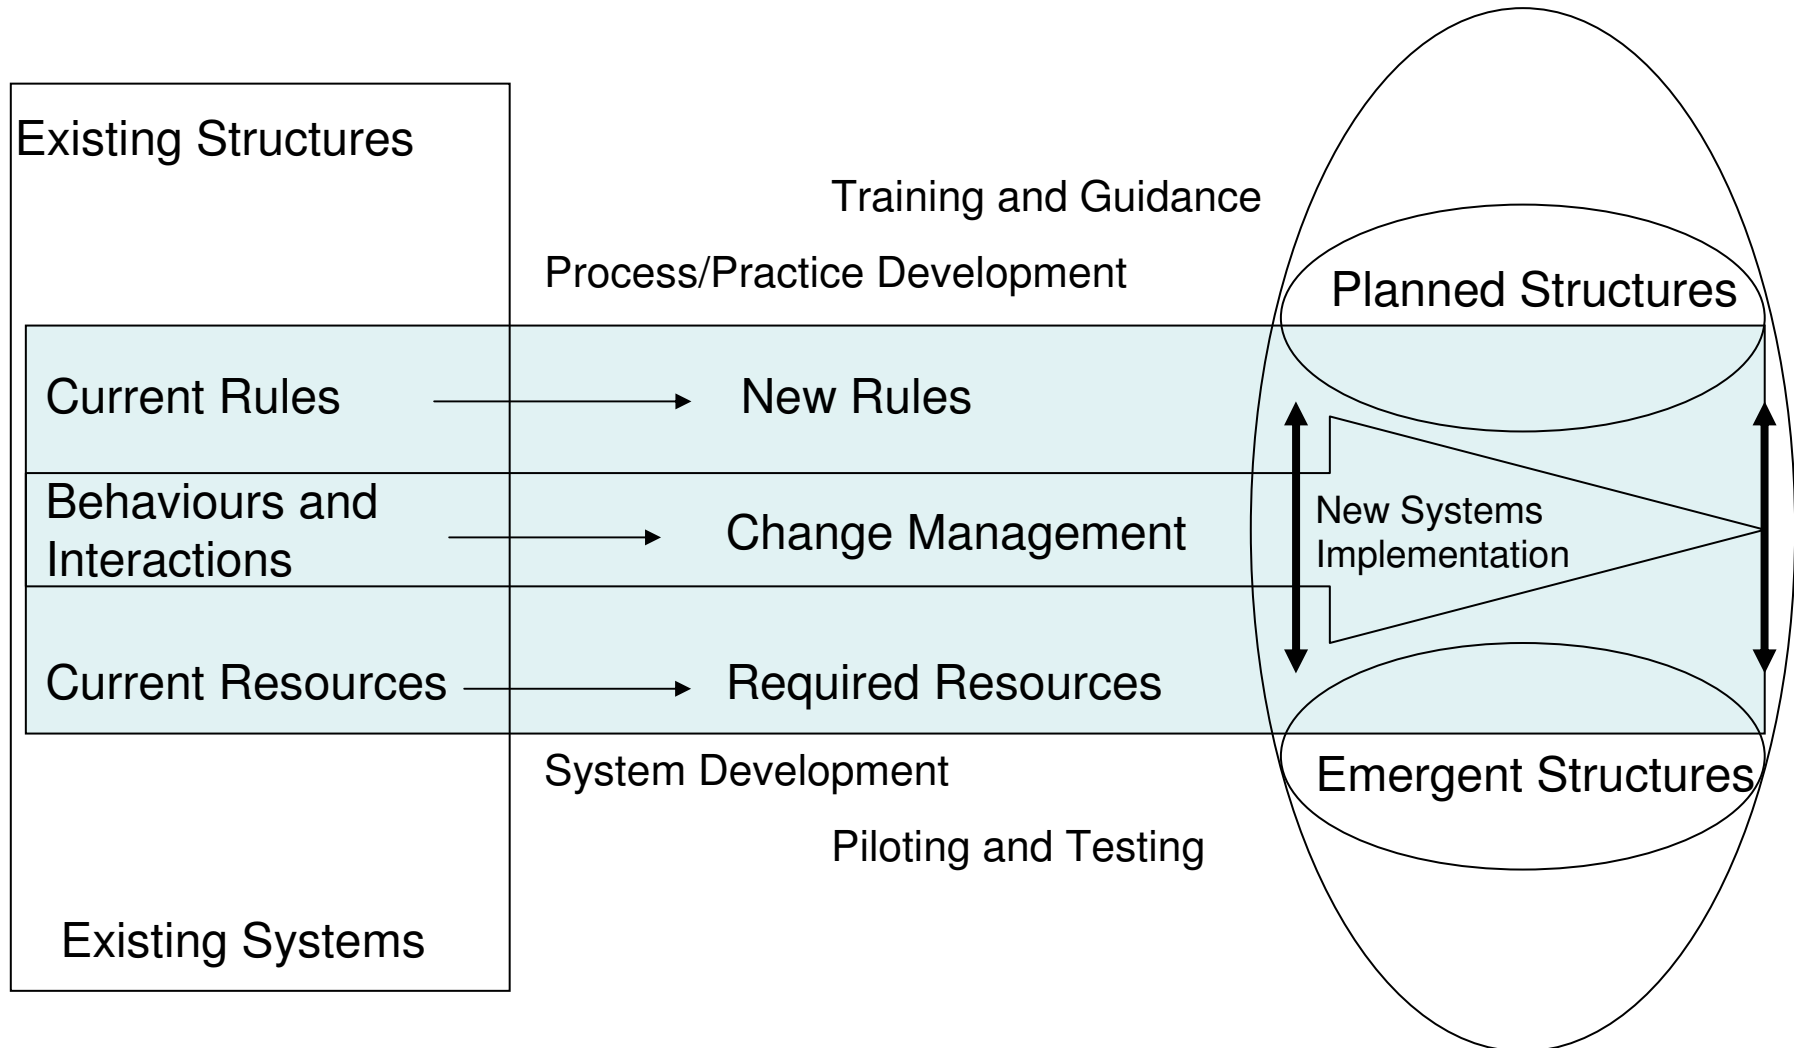 Existing Structures
Training and Guidance
Process/Practice Development
Planned Structures
Current Rules
New Rules
Behaviours and
Interactions
Change Management
New Systems
Implementation
Current Resources
Required Resources
System Development
Emergent Structures
Piloting and Testing
Existing Systems